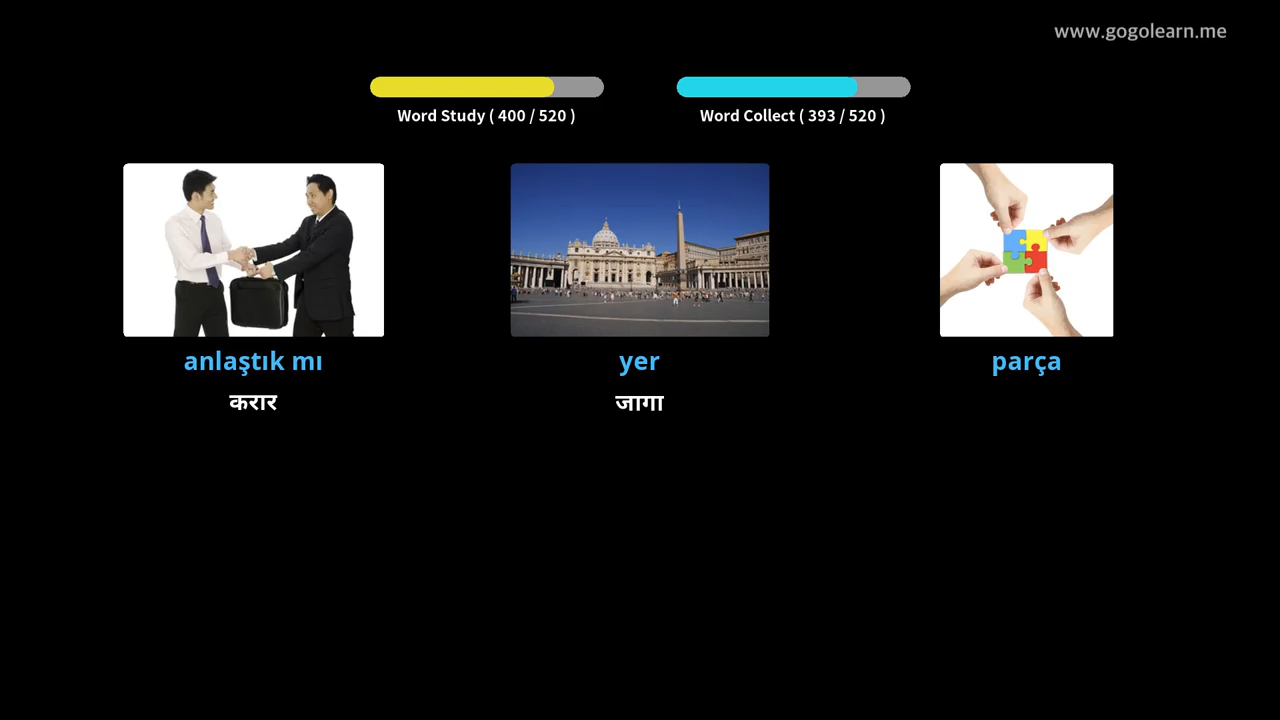 www.gogolearn.me
Word Study ( 400 / 520 )
Word Collect ( 393 / 520 )
anlaştık mı
yer
parça
करार
जागा